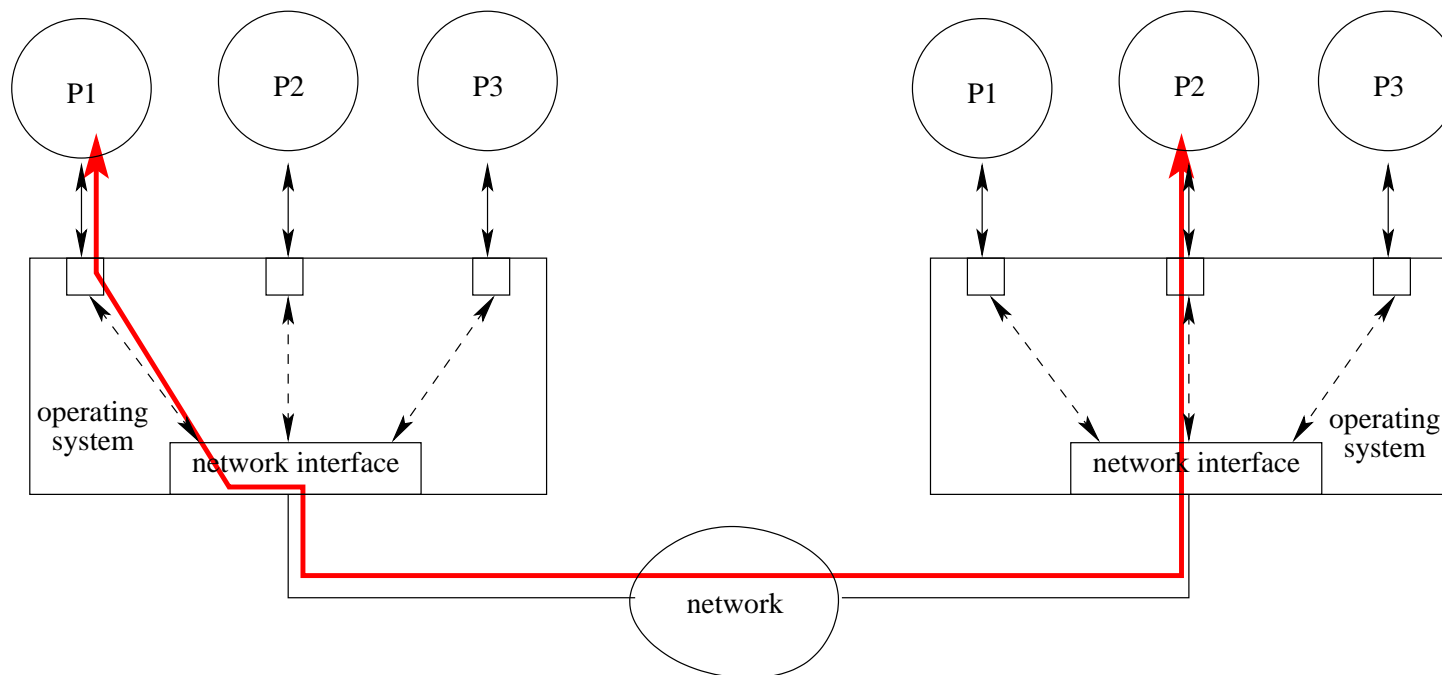 P1
P2
P3
P1
P2
P3
operating
system
network interface
network interface
operating
system
network